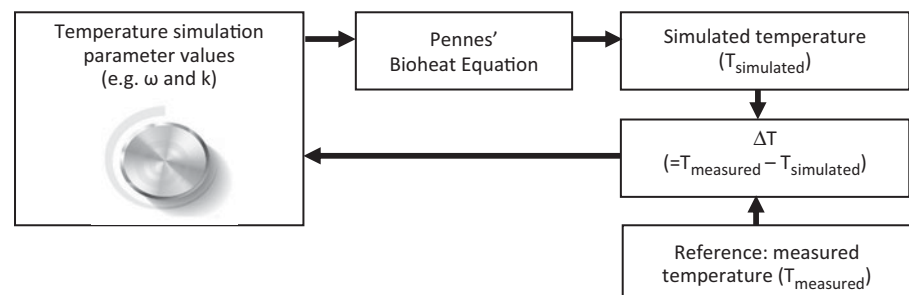 Temperature simulation
parameter values
(e.g. ω and k)
Pennes’
Bioheat Equation
Simulated temperature
(Tsimulated)
ΔT
(=Tmeasured – Tsimulated)
Reference: measured
temperature (Tmeasured)